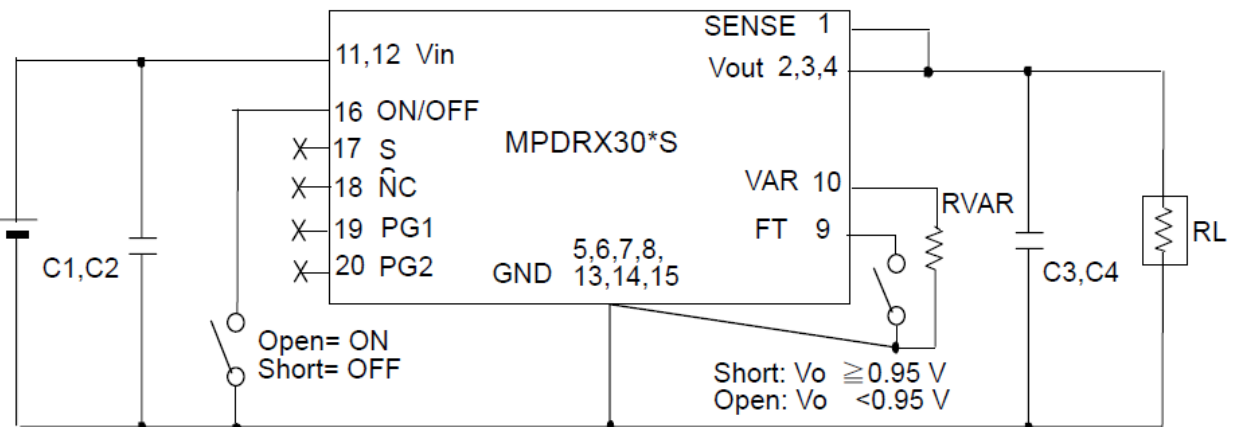 SENSE 1
11,12 Vin
Vout 2,3,4
16 ON/OFF
17 S
MPDRX30*S
18 NC
VAR 10
RVAR
19 PG1
FT 9
RL
20 PG2
GND 5,6,7,8,
13,14,15
C1,C2
C3,C4
Open= ON
Short= OFF
Short: Vo ≧0.95 V
Open: Vo <0.95 V